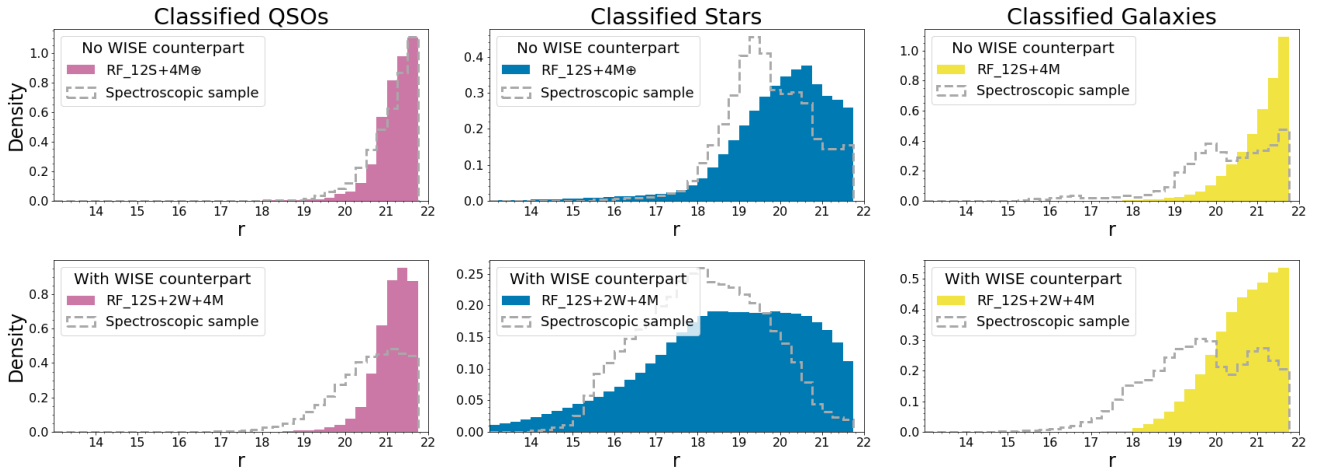 Classified QSOs
Classified Stars
Classified Galaxies
Density
1.0
0.8
0.6
0.4
0.2
0.0
No WISE counterpart
RF_12S+4M⊕
Spectroscopic sample
14 15 16 17 18 19 20 21 22
r
0.4
0.3
0.2
0.1
0.0
No WISE counterpart
RF_12S+4M⊕
Spectroscopic sample
14 15 16 17 18 19 20 21 22
r
1.0
0.8
0.6
0.4
0.2
0.0
No WISE counterpart
RF_12S+4M
Spectroscopic sample
14 15 16 17 18 19 20 21 22
r
Density
0.8
0.6
0.4
0.2
0.0
With WISE counterpart
RF_12S+2W+4M
Spectroscopic sample
14 15 16 17 18 19 20 21 22
r
0.25
0.20
0.15
0.10
0.05
0.00
With WISE counterpart
RF_12S+2W+4M
Spectroscopic sample
14 15 16 17 18 19 20 21 22
r
0.5
0.4
0.3
0.2
0.1
0.0
With WISE counterpart
RF_12S+2W+4M
Spectroscopic sample
14 15 16 17 18 19 20 21 22
r